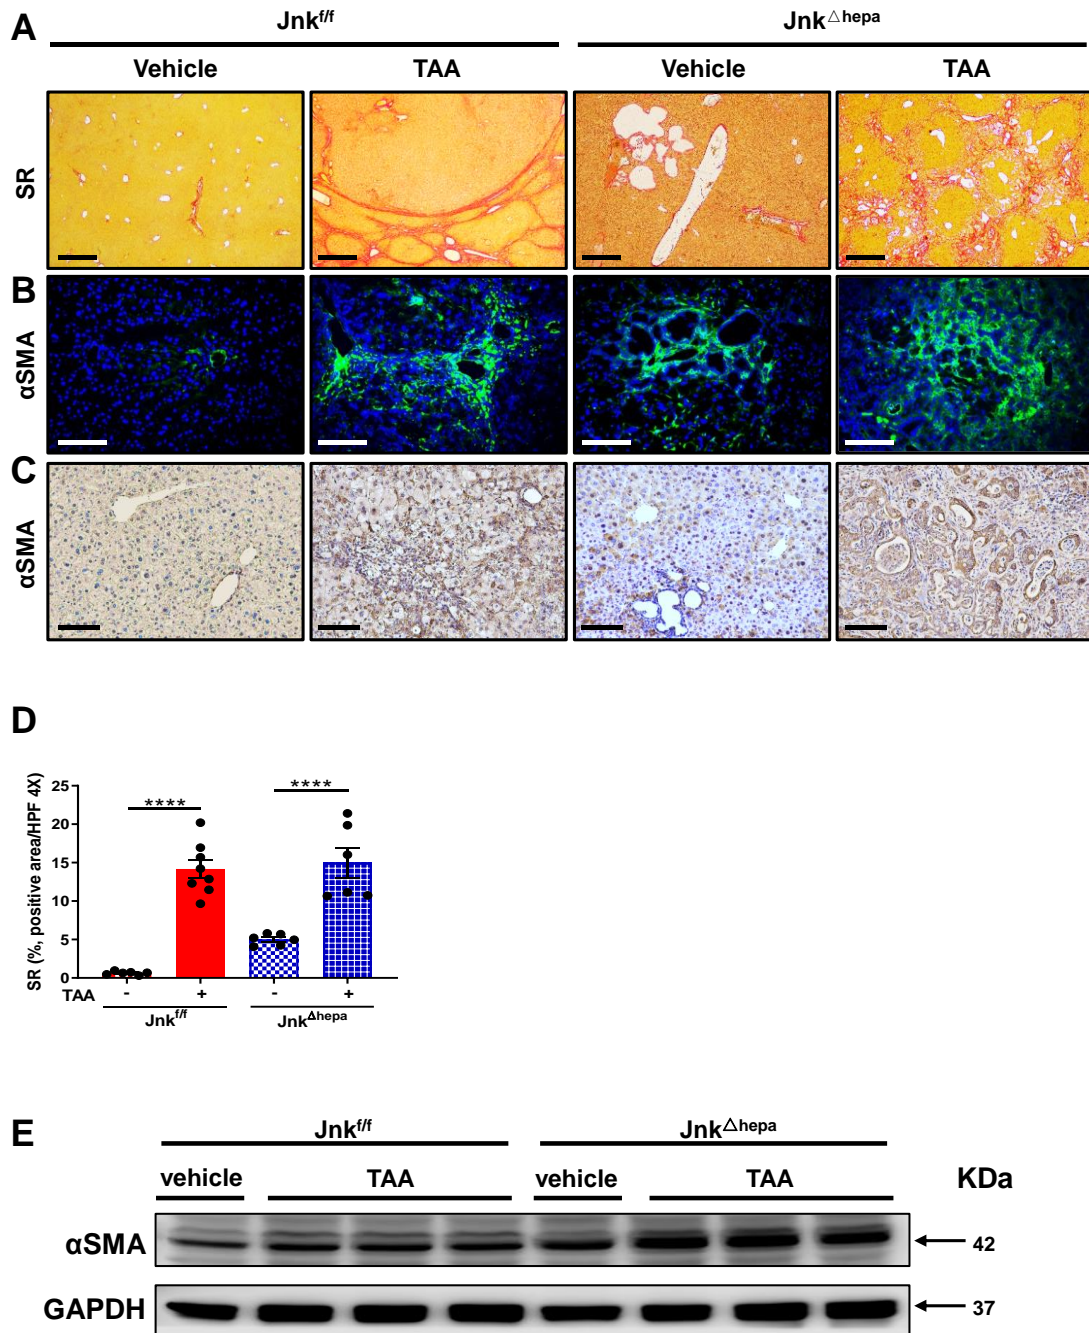 A
Jnkf/f
Jnk△hepa
Vehicle
TAA
Vehicle
TAA
SR
B
αSMA
C
αSMA
D
SR (%, positive area/HPF 4X)
25
20
15
10
5
0
****
****
TAA
-
+
-
+
Jnkf/f
JnkΔhepa
E
Jnkf/f
Jnk△hepa
vehicle
TAA
vehicle
TAA
KDa
αSMA
42
GAPDH
37